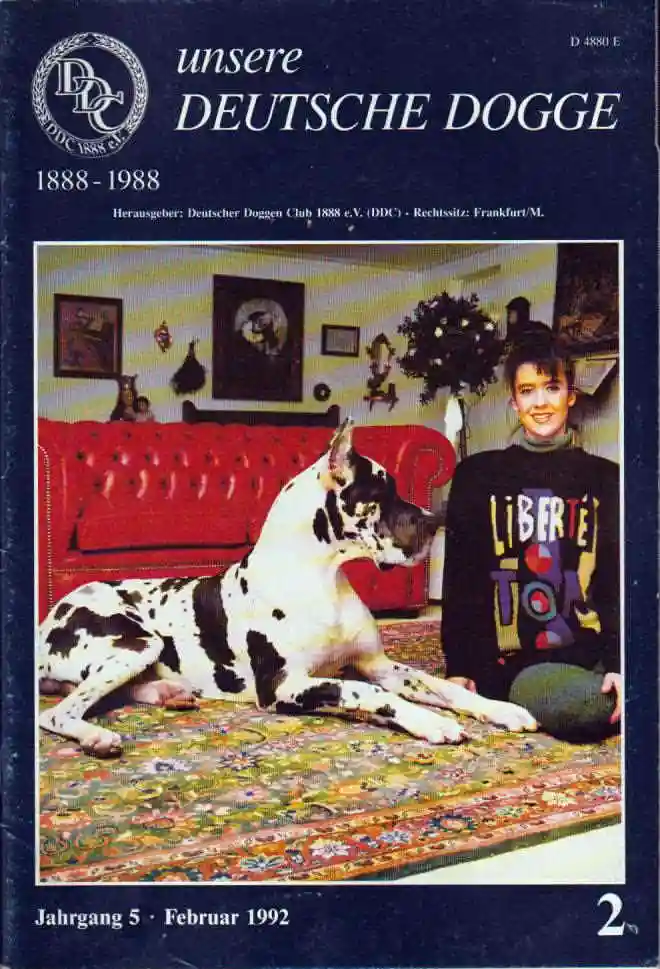 D 4880 E
unsere
DEUTSCHE DOGGE
DDC
DDC 1888 e.V.
1888 - 1988
Herausgeber: Deutscher Doggen Club 1888 e.V. (DDC) - Rechtssitz: Frankfurt/M.
LIBERTÉ
TOM
Jahrgang 5 · Februar 1992
2